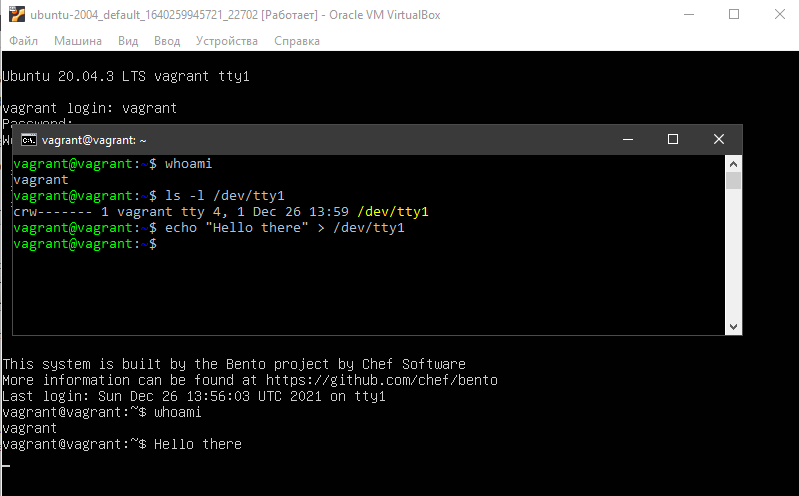 ubuntu-2004_default_1640259945721_22702 [Работает] - Oracle VM VirtualBox
Файл Машина Вид Ввод Устройства Справка
Ubuntu 20.04.3 LTS vagrant tty1
vagrant login: vagrant
Password:
vagrant@vagrant: ~
vagrant@vagrant:~$ whoami
vagrant
vagrant@vagrant:~$ ls -l /dev/tty1
crw------- 1 vagrant tty 4, 1 Dec 26 13:59 /dev/tty1
vagrant@vagrant:~$ echo "Hello there" > /dev/tty1
vagrant@vagrant:~$
This system is built by the Bento project by Chef Software
More information can be found at https://github.com/chef/bento
Last login: Sun Dec 26 13:56:03 UTC 2021 on tty1
vagrant@vagrant:~$ whoami
vagrant
vagrant@vagrant:~$ Hello there